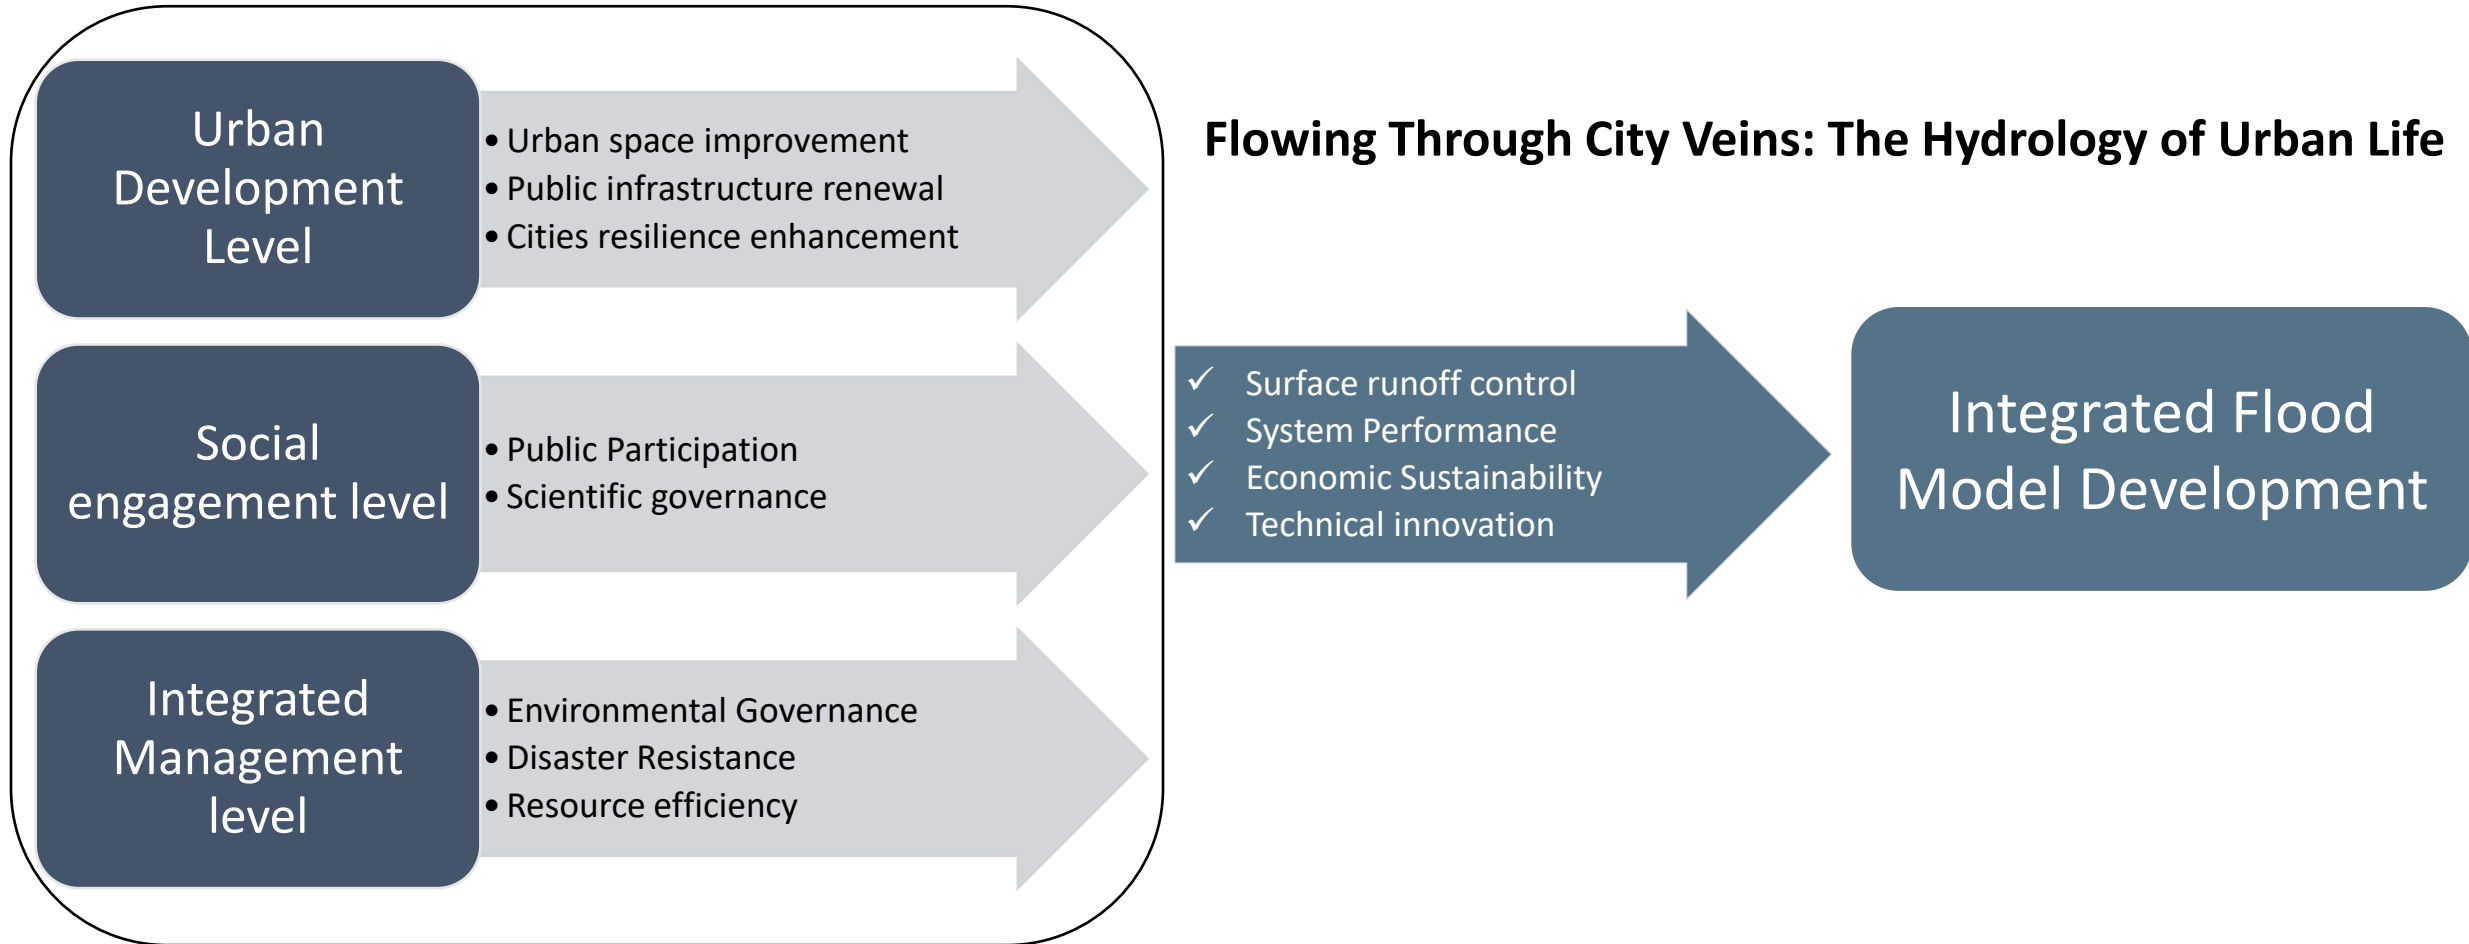 Urban
Development
Level
• Urban space improvement
• Public infrastructure renewal
• Cities resilience enhancement
Social
engagement level
• Public Participation
• Scientific governance
Integrated
Management
level
• Environmental Governance
• Disaster Resistance
• Resource efficiency
Flowing Through City Veins: The Hydrology of Urban Life
✓ Surface runoff control
✓ System Performance
✓ Economic Sustainability
✓ Technical innovation
Integrated Flood
Model Development